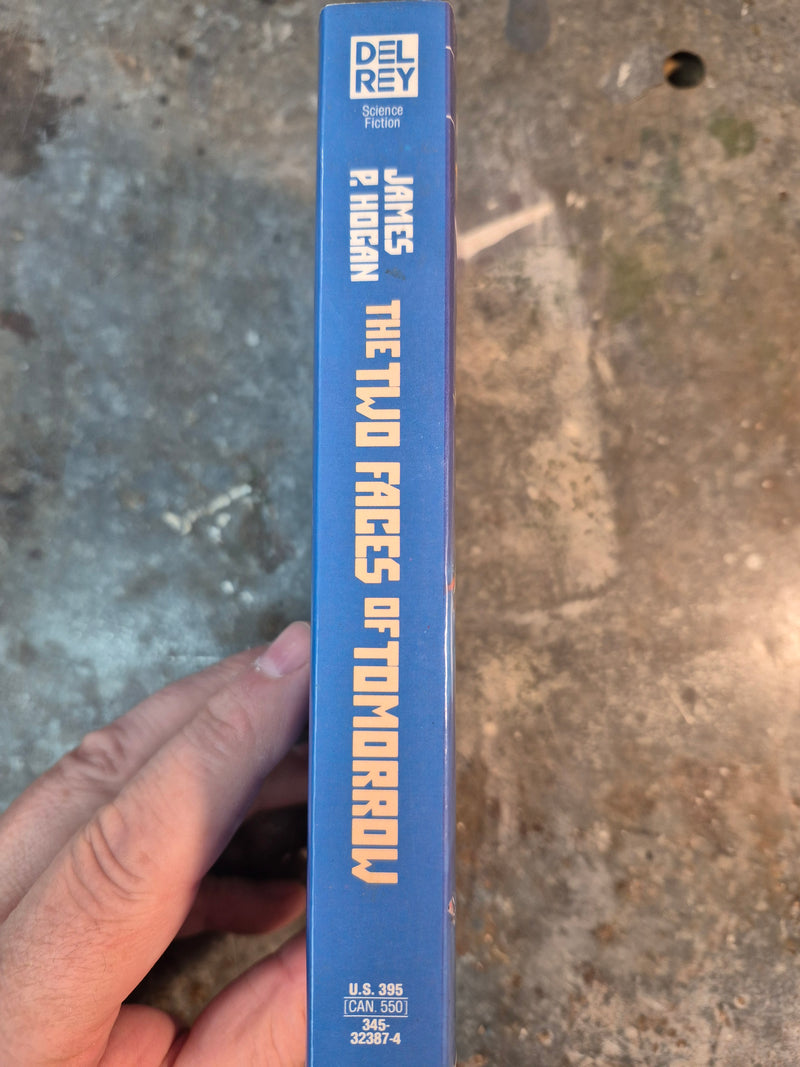 DEL
REY
Science
Fiction
JAMES
P. HOGAN
THE TWO FACES OF TOMORROW
U.S. 395
[CAN. 550]
345-
32387-4